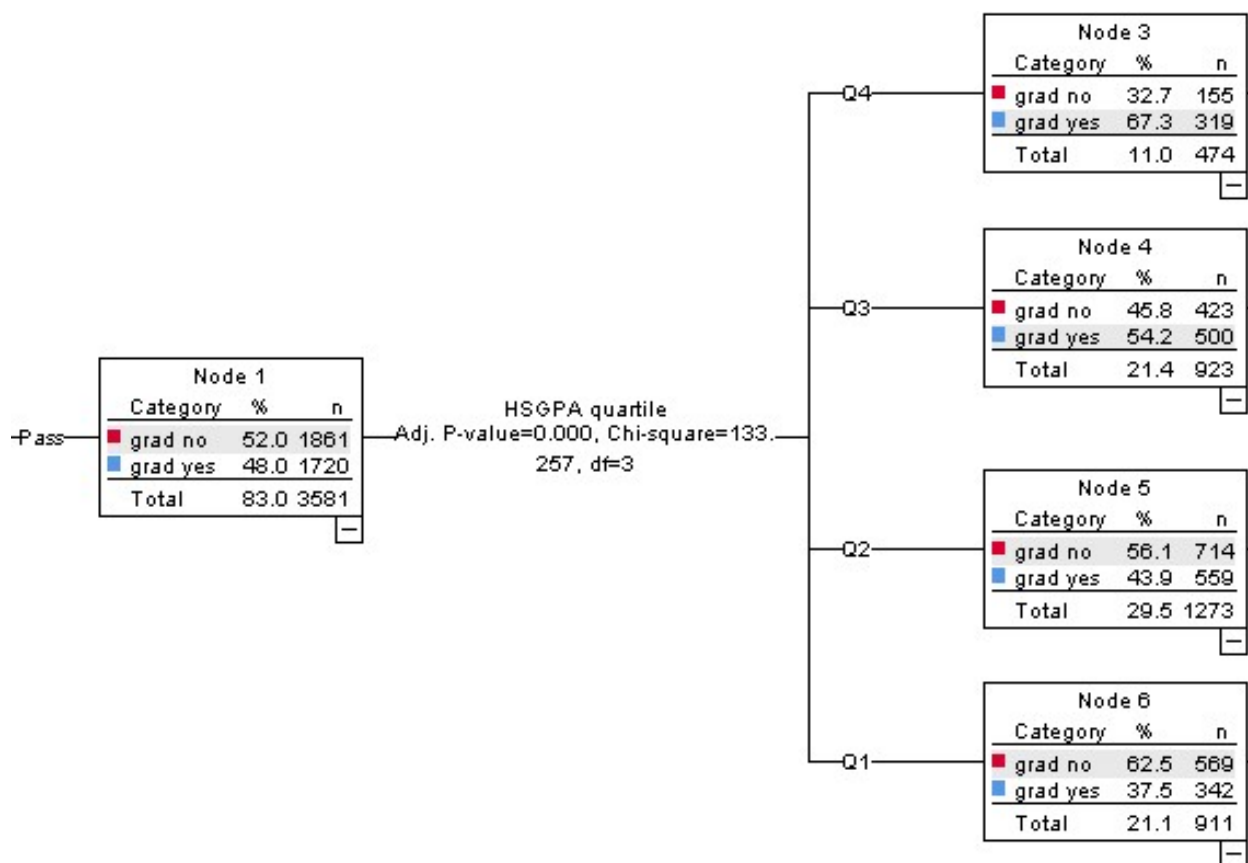 Pass
Node 1
Category % n
grad no 52.0 1861
grad yes 48.0 1720
Total 83.0 3581
HSGPA quartile
Adj. P-value=0.000, Chi-square=133.
257, df=3
Q4
Node 3
Category % n
grad no 32.7 155
grad yes 67.3 319
Total 11.0 474
Q3
Node 4
Category % n
grad no 45.8 423
grad yes 54.2 500
Total 21.4 923
Q2
Node 5
Category % n
grad no 56.1 714
grad yes 43.9 559
Total 29.5 1273
Q1
Node 6
Category % n
grad no 62.5 569
grad yes 37.5 342
Total 21.1 911